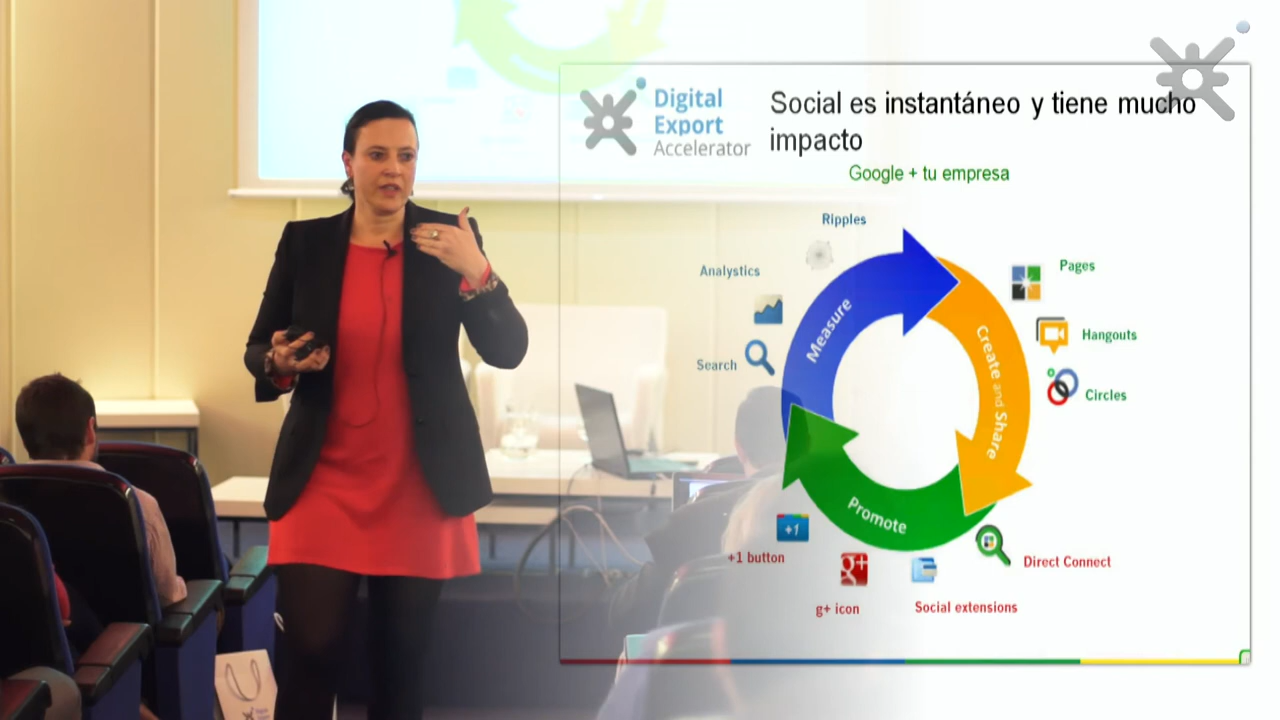 Digital
Export
Accelerator
Social es instantáneo y tiene mucho
impacto
Google + tu empresa
Ripples
Analystics
Search
Measure
Pages
Hangouts
Circles
Create and Share
Promote
+1
+1 button
g+
g+ icon
Social extensions
Direct Connect